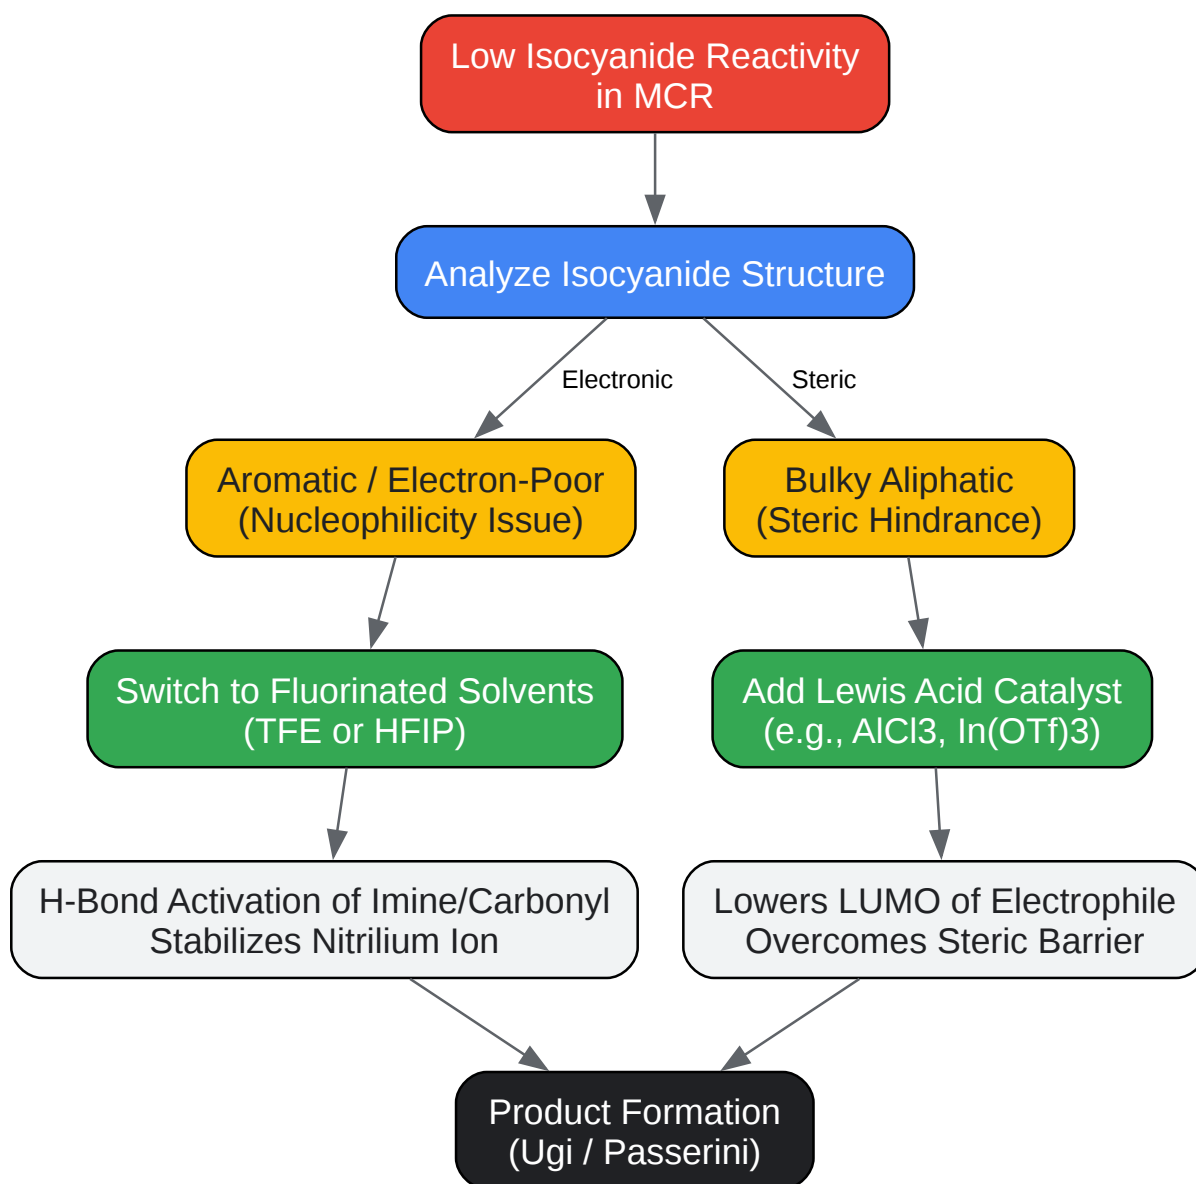 Low Isocyanide Reactivity
in MCR
Analyze Isocyanide Structure
Electronic
Steric
Aromatic / Electron-Poor
(Nucleophilicity Issue)
Bulky Aliphatic
(Steric Hindrance)
Switch to Fluorinated Solvents
(TFE or HFIP)
Add Lewis Acid Catalyst
(e.g., AlCl3, In(OTf)3)
H-Bond Activation of Imine/Carbonyl
Stabilizes Nitrilium Ion
Lowers LUMO of Electrophile
Overcomes Steric Barrier
Product Formation
(Ugi / Passerini)